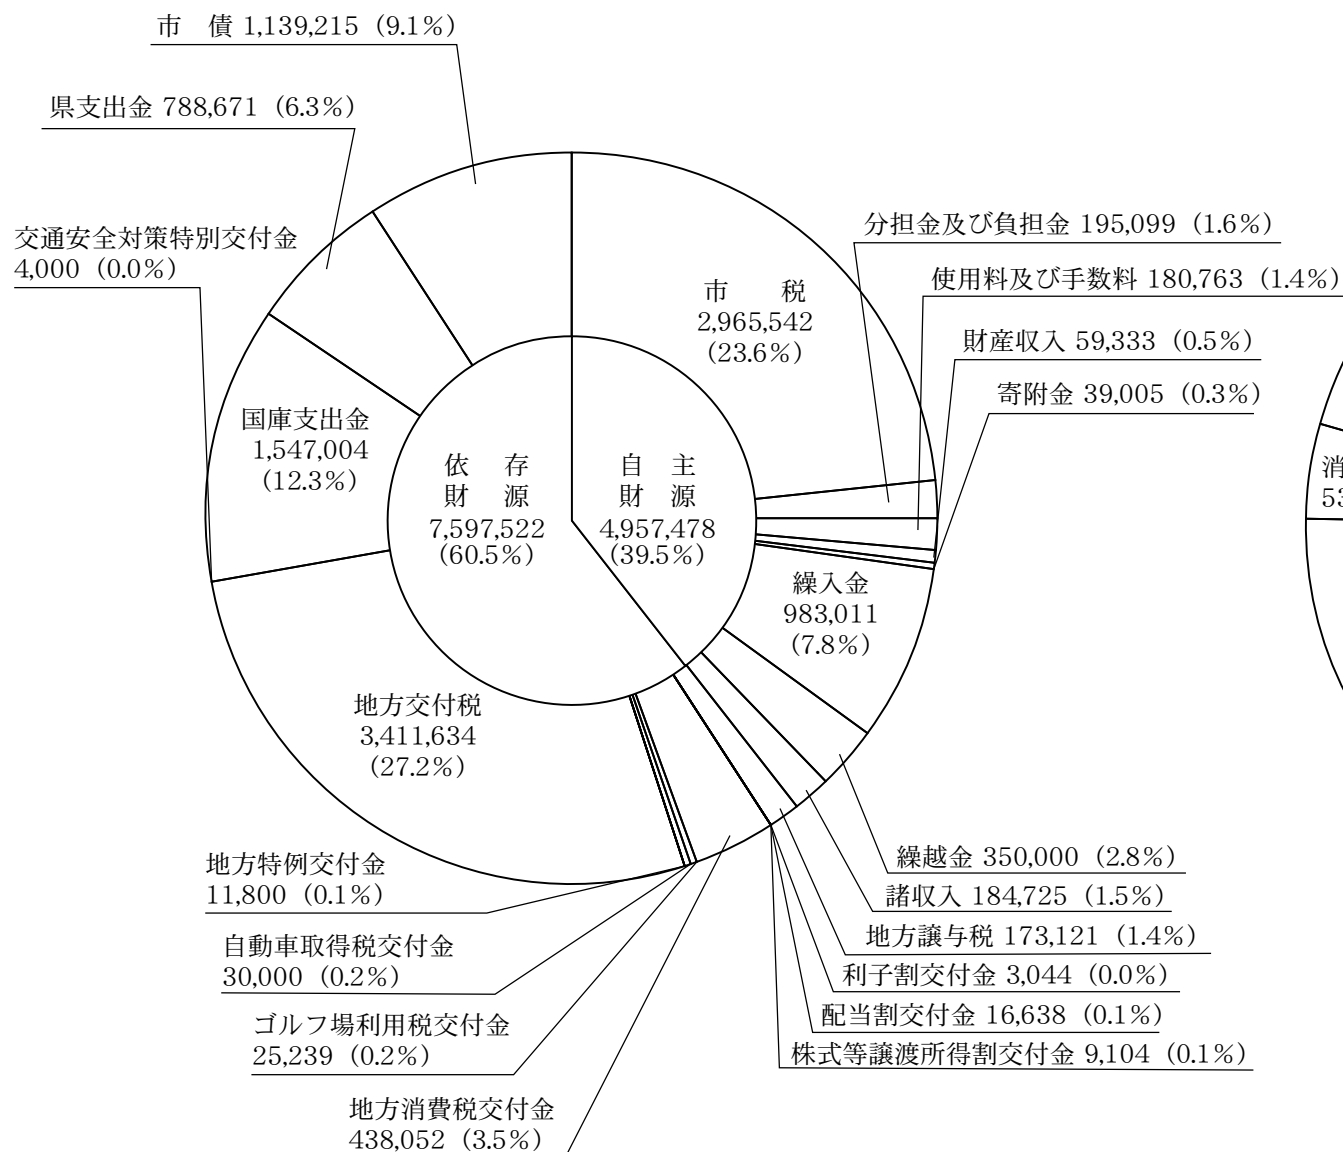 市　債 1,139,215（9.1%）
県支出金 788,671（6.3%）
交通安全対策特別交付金
4,000（0.0%）
国庫支出金
1,547,004
（12.3%）
地方交付税
3,411,634
（27.2%）
依　存
財　源
7,597,522
（60.5%）
自　主
財　源
4,957,478
（39.5%）
市　　税
2,965,542
（23.6%）
分担金及び負担金 195,099（1.6%）
使用料及び手数料 180,763（1.4%）
財産収入 59,333（0.5%）
寄附金 39,005（0.3%）
繰入金
983,011
（7.8%）
繰越金 350,000（2.8%）
諸収入 184,725（1.5%）
地方譲与税 173,121（1.4%）
利子割交付金 3,044（0.0%）
配当割交付金 16,638（0.1%）
株式等譲渡所得割交付金 9,104（0.1%）
地方特例交付金
11,800（0.1%）
自動車取得税交付金
30,000（0.2%）
ゴルフ場利用税交付金
25,239（0.2%）
地方消費税交付金
438,052（3.5%）
消
53